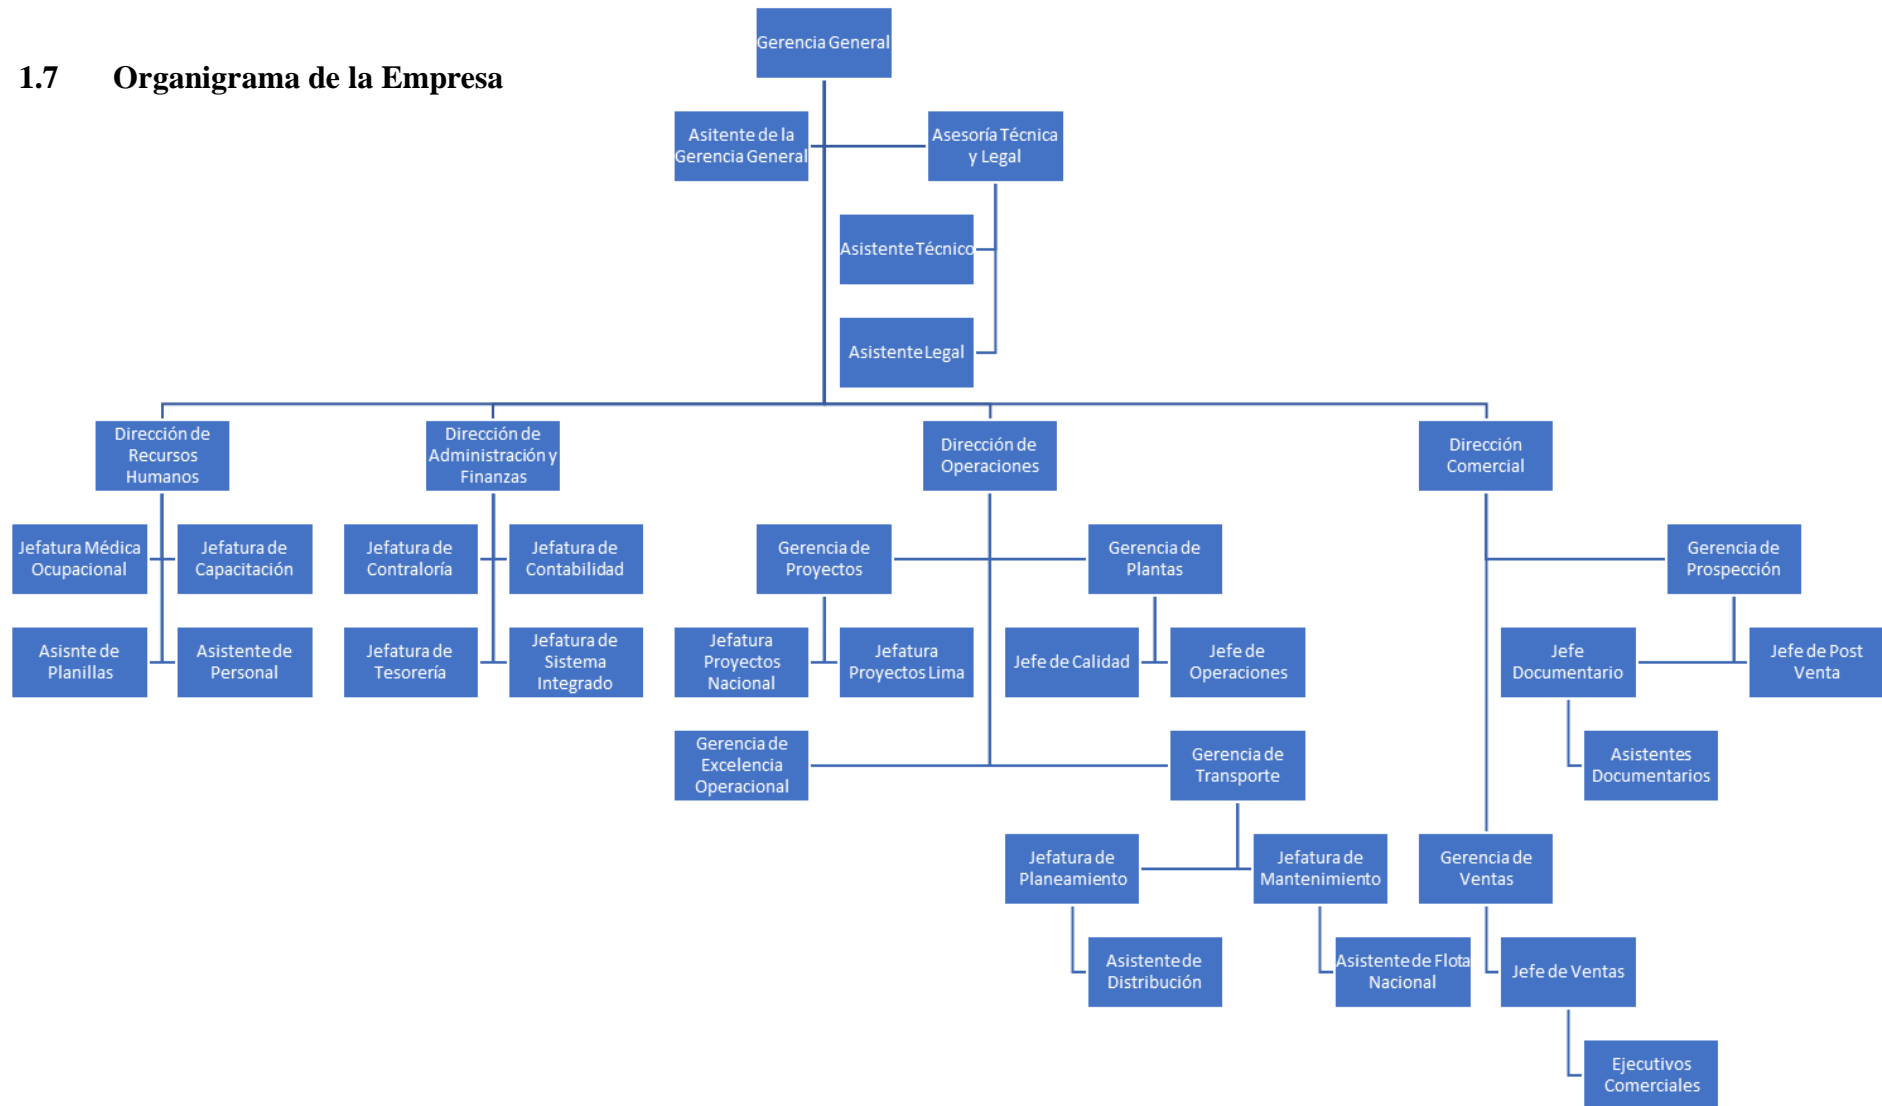 Gerencia General
1.7 Organigrama de la Empresa
Asitente de la
Gerencia General
Asesoría Técnica
y Legal
Asistente Técnico
Asistente Legal
Dirección de
Recursos
Humanos
Dirección de
Administración y
Finanzas
Dirección de
Operaciones
Dirección
Comercial
Jefatura Médica
Ocupacional
Jefatura de
Capacitación
Jefatura de
Contraloría
Jefatura de
Contabilidad
Gerencia de
Proyectos
Gerencia de
Plantas
Gerencia de
Prospección
Asisnte de
Planillas
Asistente de
Personal
Jefatura de
Tesorería
Jefatura de
Sistema
Integrado
Jefatura
Proyectos
Nacional
Jefatura
Proyectos Lima
Jefe de Calidad
Jefe de
Operaciones
Jefe
Documentario
Jefe de Post
Venta
Gerencia de
Excelencia
Operacional
Gerencia de
Transporte
Asistentes
Documentarios
Jefatura de
Planeamiento
Jefatura de
Mantenimiento
Gerencia de
Ventas
Asistente de
Distribución
Asistente de Flota
Nacional
Jefe de Ventas
Ejecutivos
Comerciales